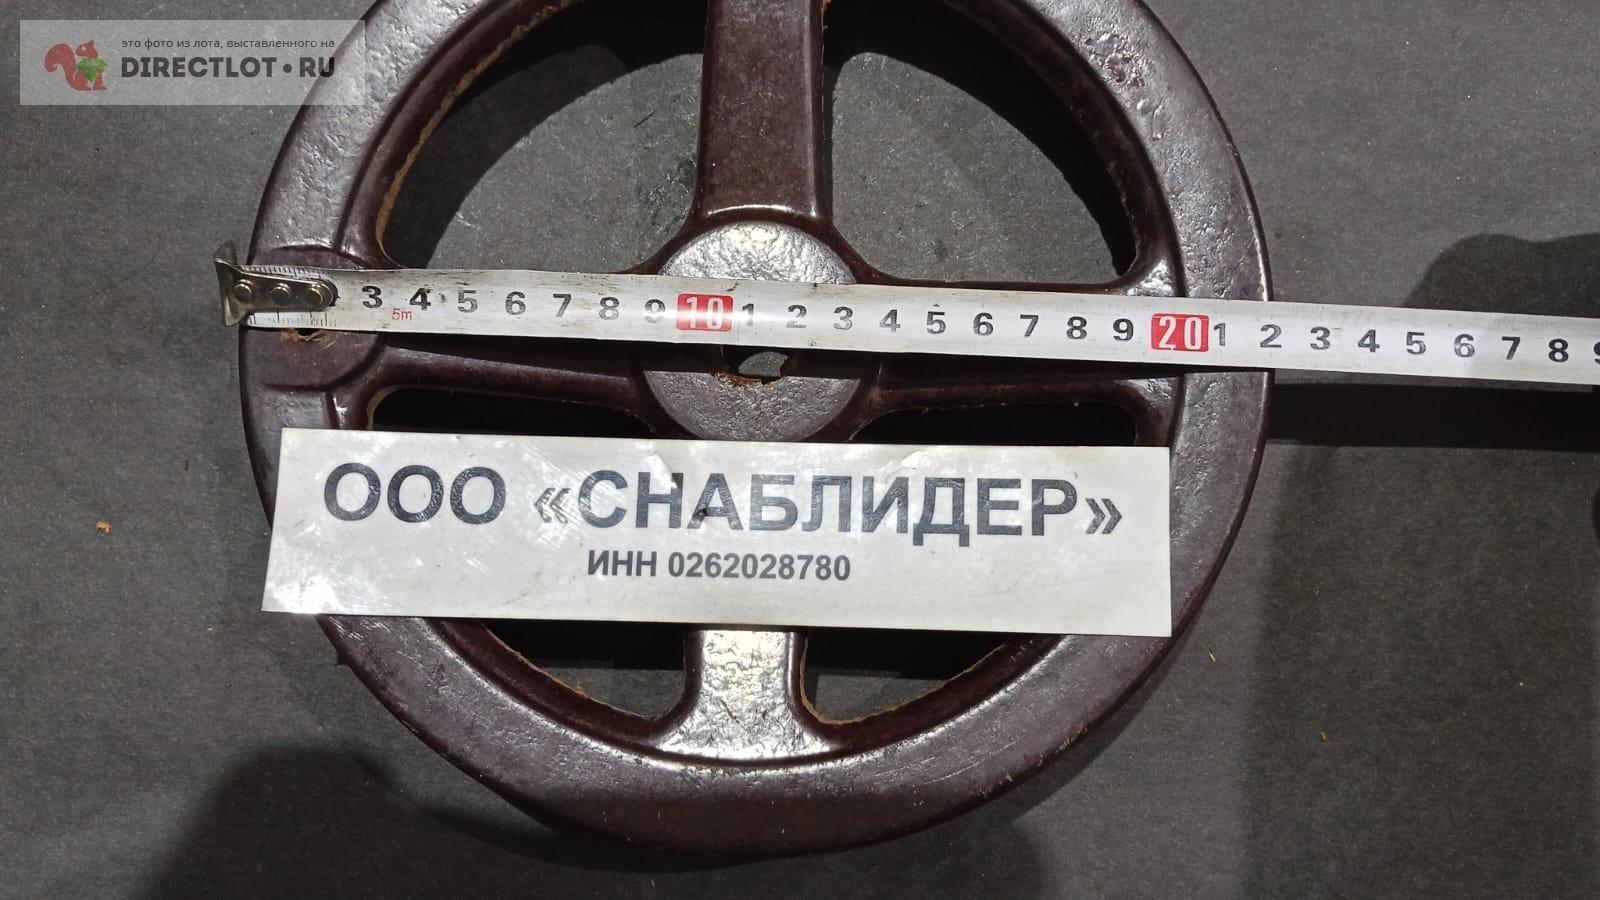 это фото из лота, выставленного на
DIRECTLOT•RU
3 4 5 6 7 8 9 10 1 2 3 4 5 6 7 8 9 20 1 2 3 4 5 6 7 8 9
5m
ООО «СНАБЛИДЕР»
ИНН 0262028780